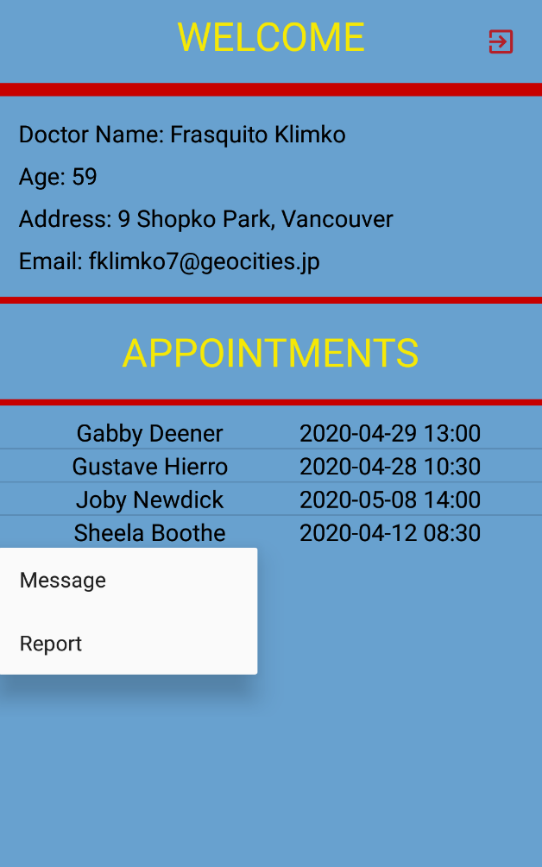 WELCOME
Doctor Name: Frasquito Klimko
Age: 59
Address: 9 Shopko Park, Vancouver
Email: fklimko7@geocities.jp
APPOINTMENTS
Gabby Deener 2020-04-29 13:00
Gustave Hierro 2020-04-28 10:30
Joby Newdick 2020-05-08 14:00
Sheela Boothe 2020-04-12 08:30
Message
Report